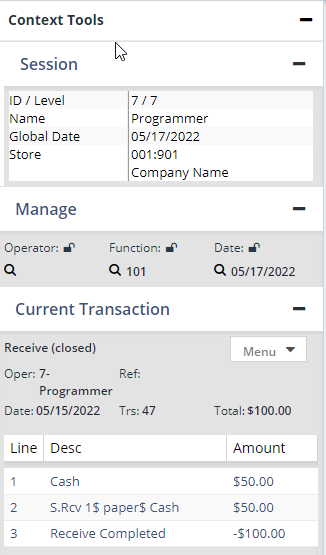 Context Tools
Session
ID / Level 7 / 7
Name Programmer
Global Date 05/17/2022
Store 001:901
Company Name
Manage
Operator: Function: Date:
101 05/17/2022
Current Transaction
Receive (closed) Menu
Oper: 7- Ref:
Programmer
Date: 05/15/2022 Trs: 47 Total: $100.00
Line Desc Amount
1 Cash $50.00
2 S.Rcv 1$ paper$ Cash $50.00
3 Receive Completed -$100.00